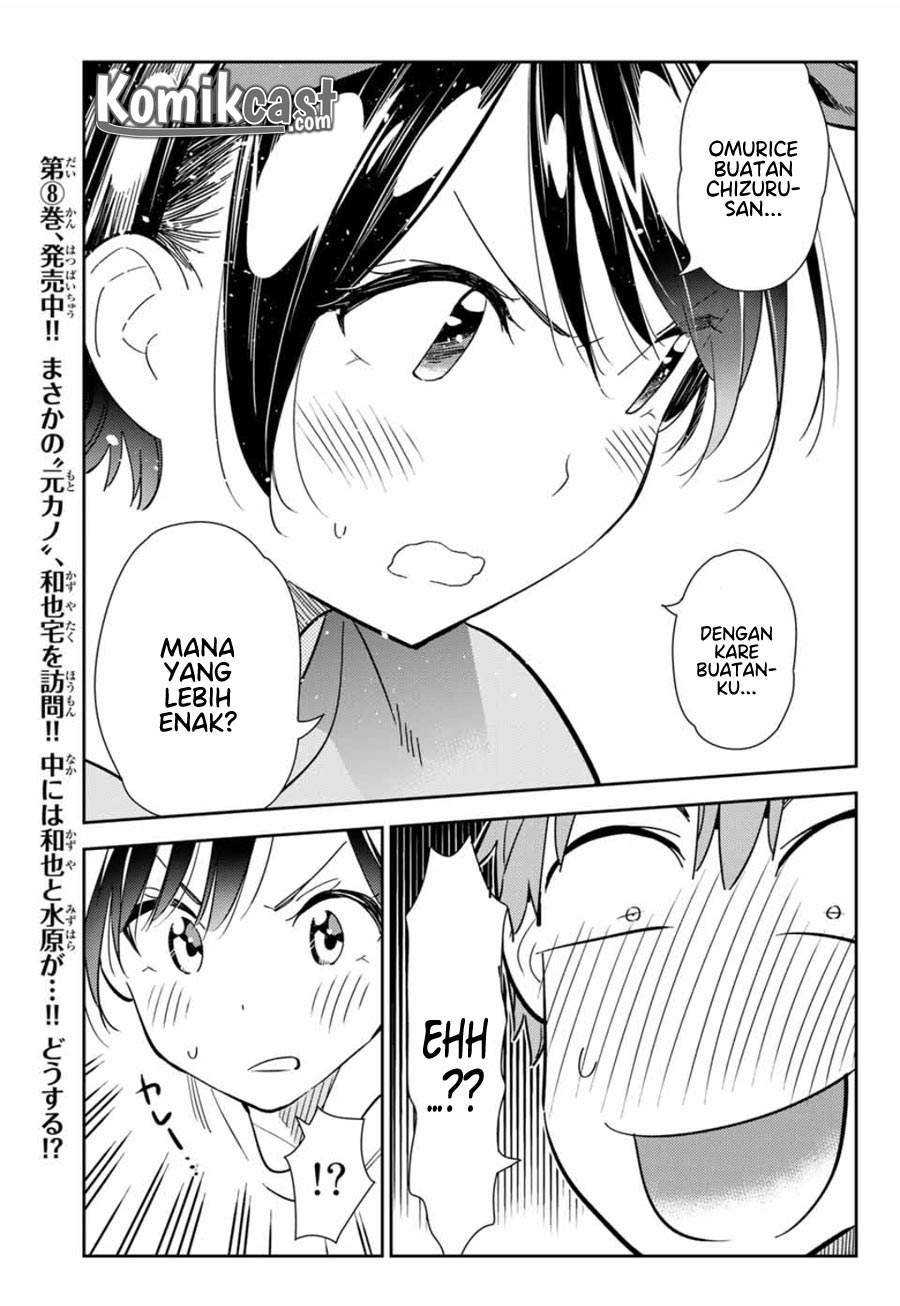 Komikcast
.com
OMURICE
BUATAN
CHIZURU-
SAN...
DENGAN
KARE
BUATAN-
KU...
MANA
YANG
LEBIH
ENAK?
EHH
...??
カレー…
!?
第⑧巻、発売中!! まさかの〝元カノ〟、和也宅を訪問!! 中には和也と水原が…!! どうする!?